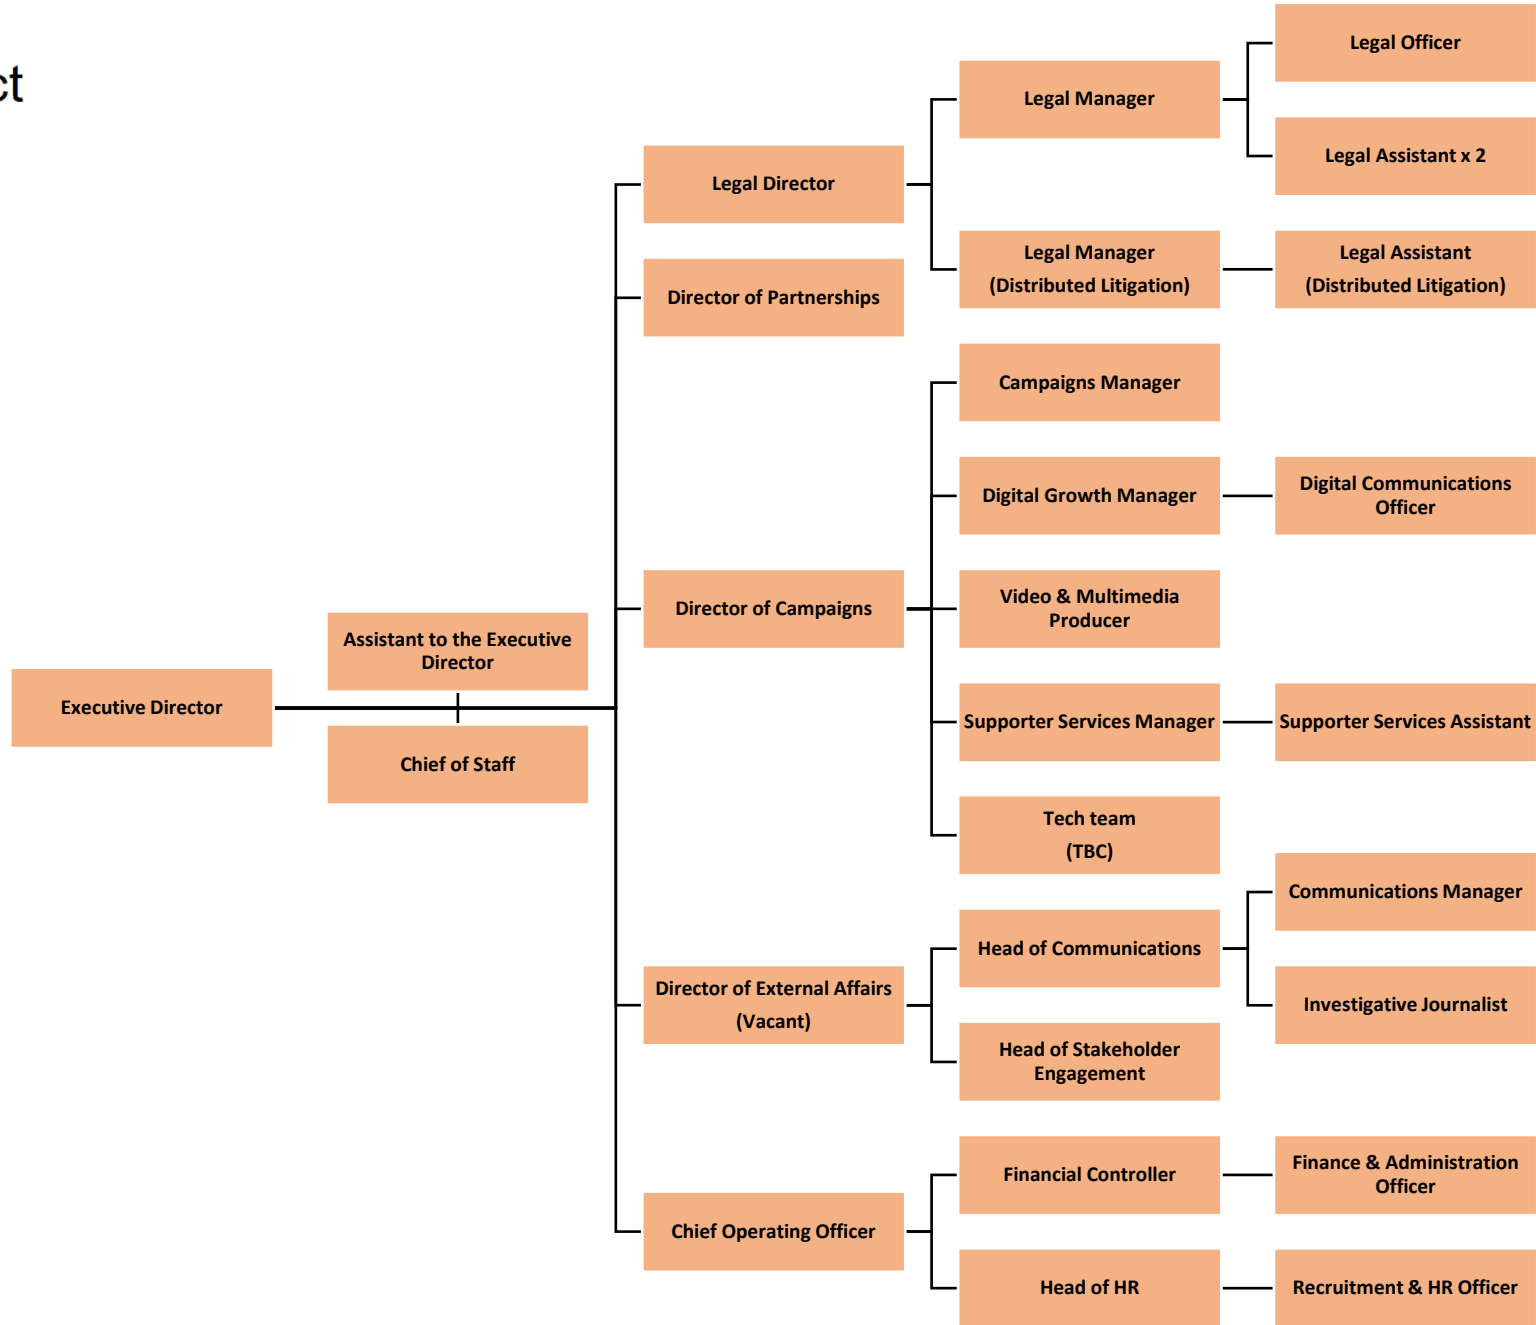 ct
Executive Director
Assistant to the Executive
Director
Chief of Staff
Legal Director
Director of Partnerships
Director of Campaigns
Director of External Affairs
(Vacant)
Chief Operating Officer
Legal Manager
Legal Manager
(Distributed Litigation)
Campaigns Manager
Digital Growth Manager
Video & Multimedia
Producer
Supporter Services Manager
Tech team
(TBC)
Head of Communications
Head of Stakeholder
Engagement
Financial Controller
Head of HR
Legal Officer
Legal Assistant x 2
Legal Assistant
(Distributed Litigation)
Digital Communications
Officer
Supporter Services Assistant
Communications Manager
Investigative Journalist
Finance & Administration
Officer
Recruitment & HR Officer